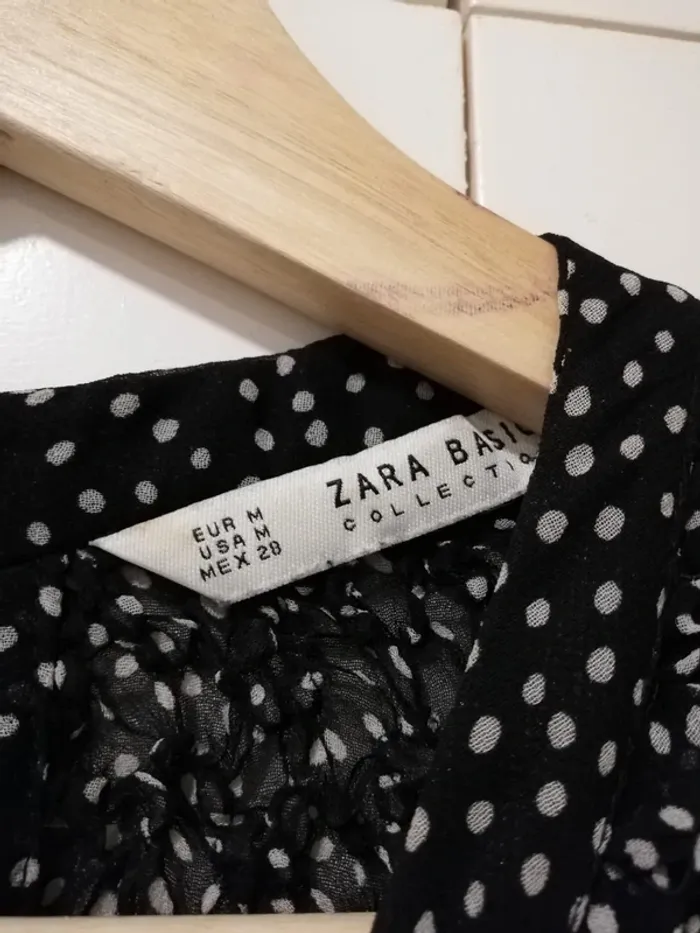 EUR M
USA M
MEX 28
ZARA BASIC
COLLECTIO